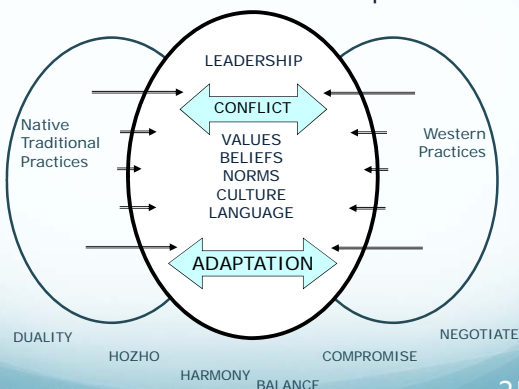 LEADERSHIP
CONFLICT
Native
Traditional
Practices
VALUES
BELIEFS
NORMS
CULTURE
LANGUAGE
Western
Practices
ADAPTATION
DUALITY
HOZHO
HARMONY
BALANCE
COMPROMISE
NEGOTIATE